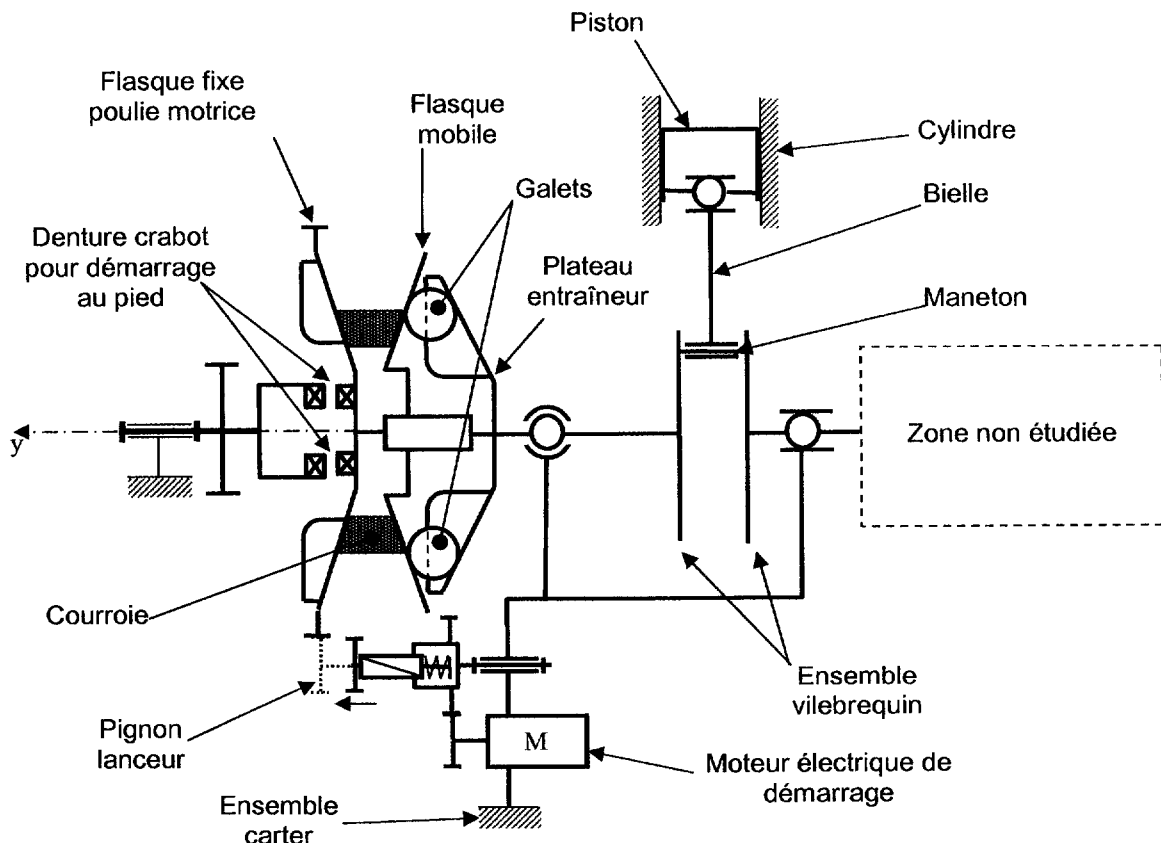 Piston
Flasque fixe
poulie motrice
Flasque
mobile
Cylindre
Galets
Bielle
Denture crabot
pour démarrage
au pied
Plateau
entraîneur
Maneton
y
Zone non étudiée
Courroie
Pignon
lanceur
M
Ensemble
vilebrequin
Moteur électrique de
démarrage
Ensemble
carter